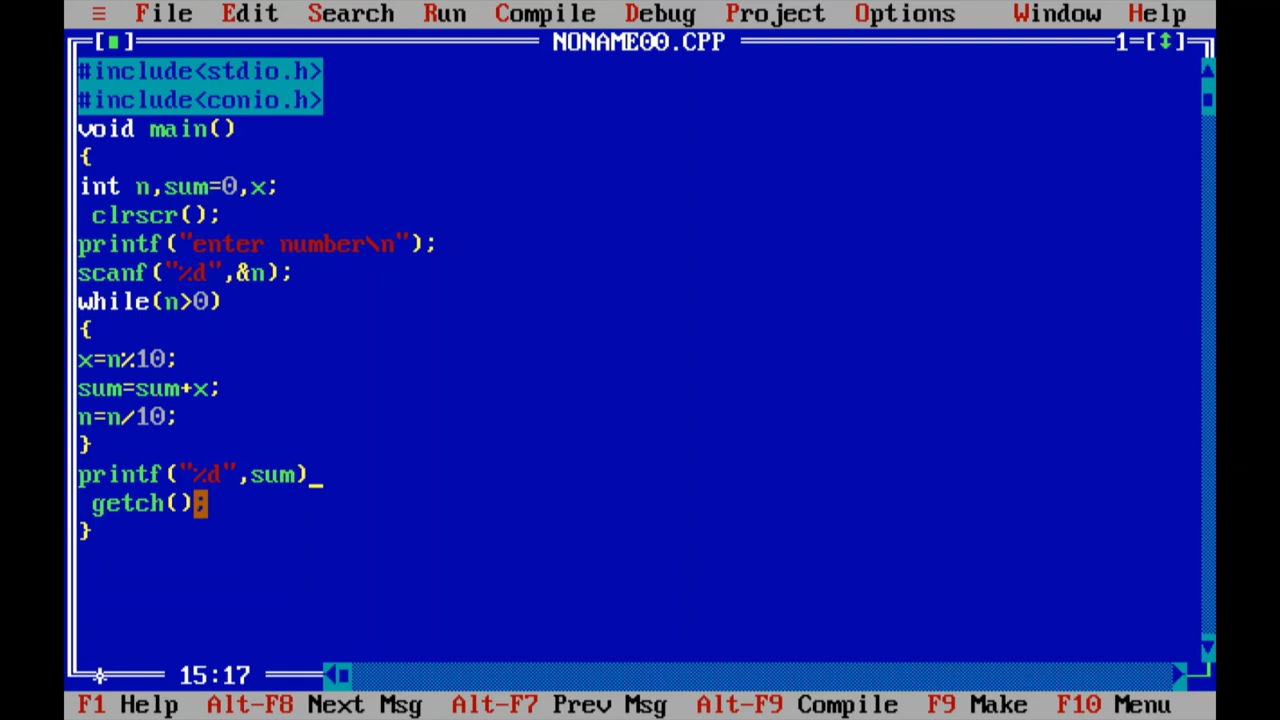 ≡ File Edit Search Run Compile Debug Project Options Window Help
[■] NONAME00.CPP 1=[↕]
#include<stdio.h>
#include<conio.h>
void main()
{
int n,sum=0,x;
clrscr();
printf("enter number\n");
scanf("%d",&n);
while(n>0)
{
x=n%10;
sum=sum+x;
n=n/10;
}
printf("%d",sum)_
getch();
}
15:17
F1 Help Alt-F8 Next Msg Alt-F7 Prev Msg Alt-F9 Compile F9 Make F10 Menu